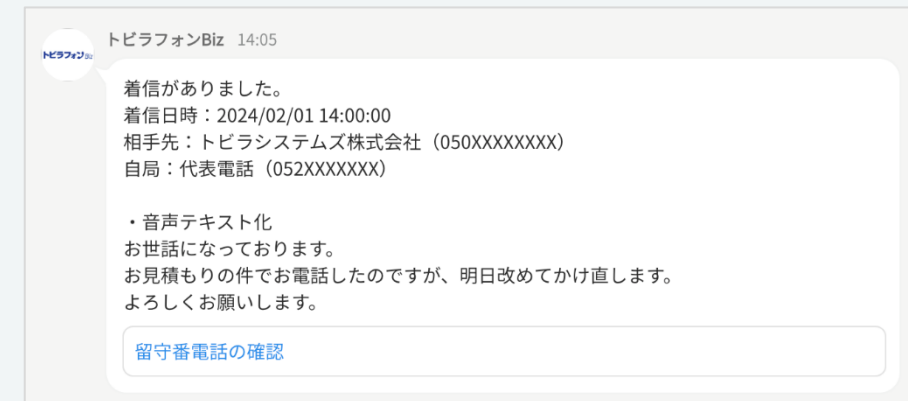 トビラフォンBiz 14:05
トビラフォンBiz
着信がありました。
着信日時：2024/02/01 14:00:00
相手先：トビラシステムズ株式会社（050XXXXXXXX）
自局：代表電話（052XXXXXXX）
・音声テキスト化
お世話になっております。
お見積もりの件でお電話したのですが、明日改めてかけ直します。
よろしくお願いします。
留守番電話の確認